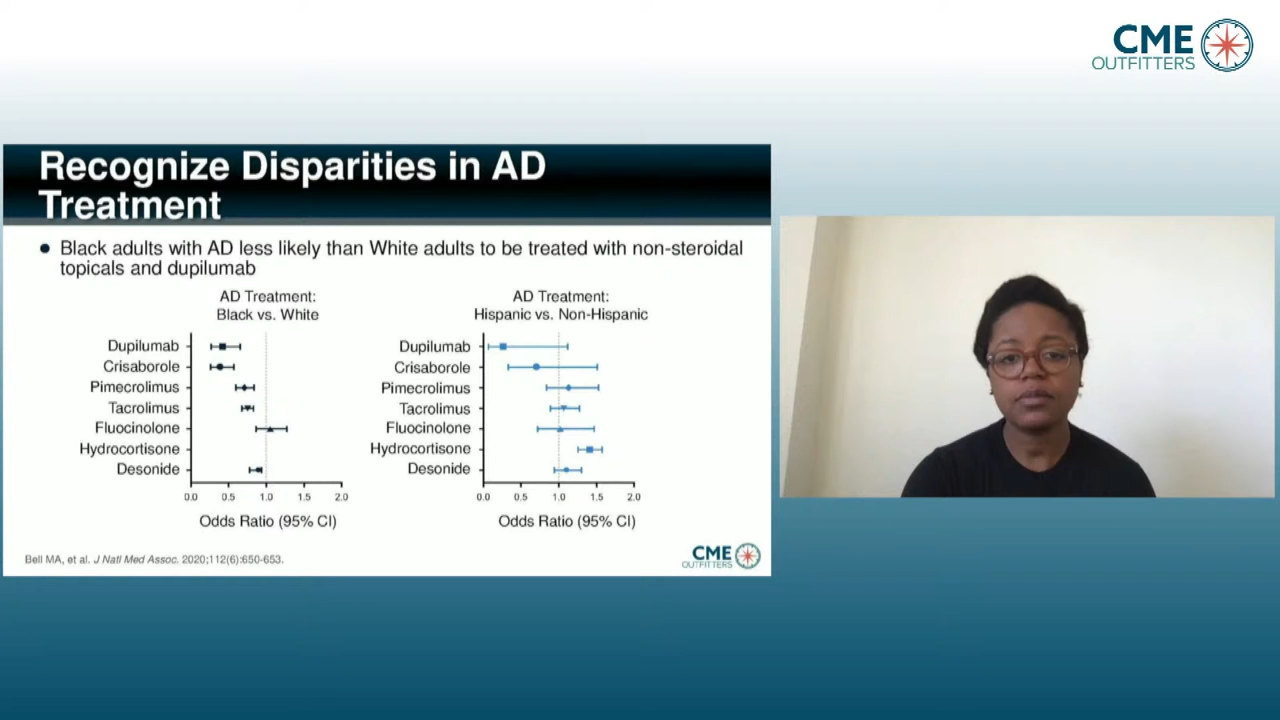 CME
OUTFITTERS
Recognize Disparities in AD
Treatment
● Black adults with AD less likely than White adults to be treated with non-steroidal
topicals and dupilumab
AD Treatment:
Black vs. White
Dupilumab
Crisaborole
Pimecrolimus
Tacrolimus
Fluocinolone
Hydrocortisone
Desonide
0.0 0.5 1.0 1.5 2.0
Odds Ratio (95% CI)
AD Treatment:
Hispanic vs. Non-Hispanic
Dupilumab
Crisaborole
Pimecrolimus
Tacrolimus
Fluocinolone
Hydrocortisone
Desonide
0.0 0.5 1.0 1.5 2.0
Odds Ratio (95% CI)
Bell MA, et al. J Natl Med Assoc. 2020;112(6):650-653.
CME
OUTFITTERS